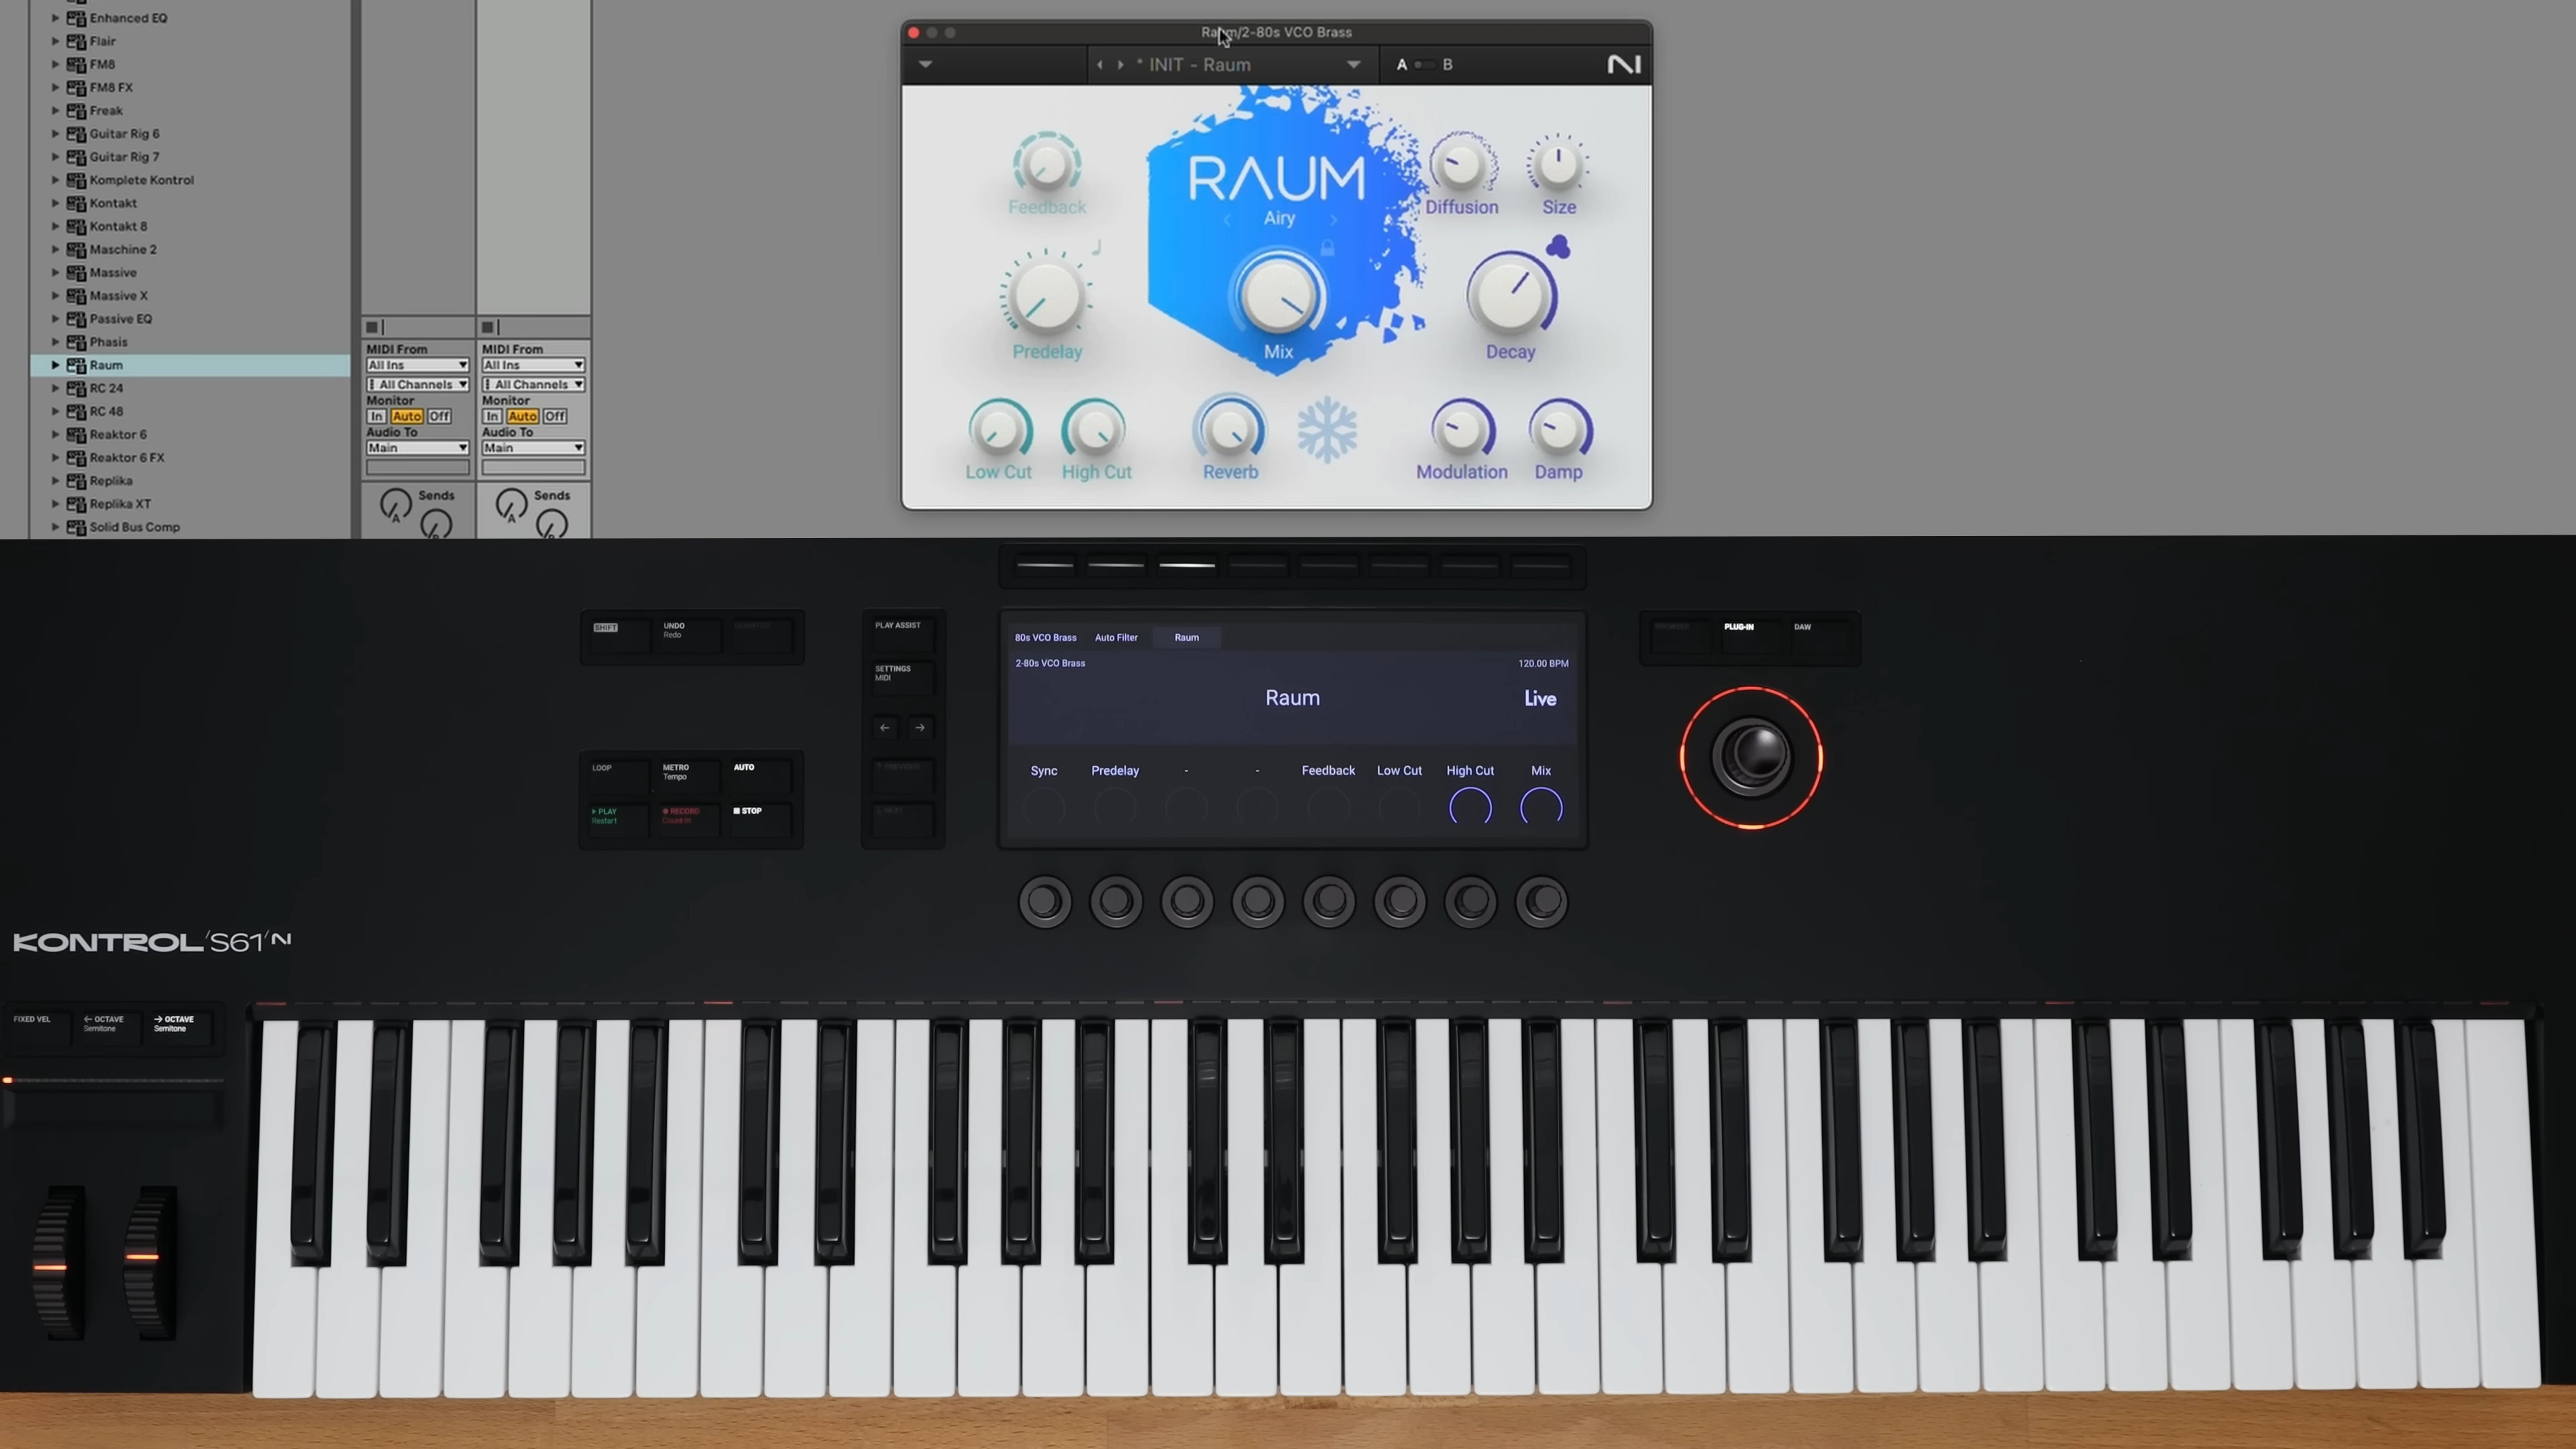 Enhanced EQ
Flair
FM8
FM8 FX
Freak
Guitar Rig 6
Guitar Rig 7
Komplete Kontrol
Kontakt
Kontakt 8
Maschine 2
Massive
Massive X
Passive EQ
Phasis
Raum
RC 24
RC 48
Reaktor 6
Reaktor 6 FX
Replika
Replika XT
Solid Bus Comp
MIDI From
All Ins
All Channels
Monitor
In Auto Off
Audio To
Main
Sends
A
MIDI From
All Ins
All Channels
Monitor
In Auto Off
Audio To
Main
Sends
A
Raum/2-80s VCO Brass
* INIT - Raum
A B
RAUM
Airy
Feedback
Diffusion
Size
Predelay
Mix
Decay
Low Cut
High Cut
Reverb
Modulation
Damp
SHIFT
UNDO
Redo
PLAY ASSIST
SETTINGS
MIDI
LOOP
METRO
Tempo
AUTO
PLAY
Restart
RECORD
Count In
STOP
80s VCO Brass Auto Filter Raum
2-80s VCO Brass 120.00 BPM
Raum
Live
Sync Predelay - - Feedback Low Cut High Cut Mix
PLUG-IN
DAW
KONTROL S61 N
FIXED VEL
← OCTAVE
Semitone
→ OCTAVE
Semitone